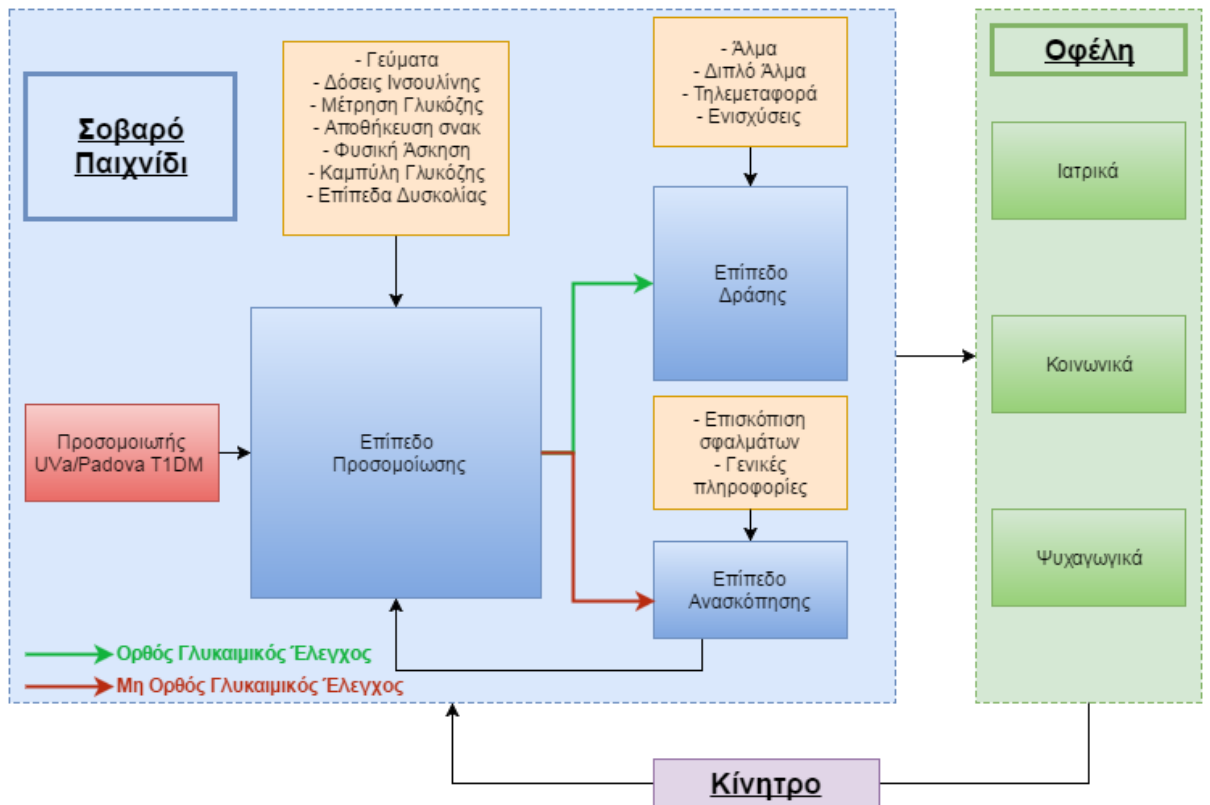 Σοβαρό
Παιχνίδι
- Γεύματα
- Δόσεις Ινσουλίνης
- Μέτρηση Γλυκόζης
- Αποθήκευση σνακ
- Φυσική Άσκηση
- Καμπύλη Γλυκόζης
- Επίπεδα Δυσκολίας
- Άλμα
- Διπλό Άλμα
- Τηλεμεταφορά
- Ενισχύσεις
Προσομοιωτής
UVa/Padova T1DM
Επίπεδο
Προσομοίωσης
Επίπεδο
Δράσης
- Επισκόπιση
σφαλμάτων
- Γενικές
πληροφορίες
Επίπεδο
Ανασκόπησης
Ορθός Γλυκαιμικός Έλεγχος
Μη Ορθός Γλυκαιμικός Έλεγχος
Οφέλη
Ιατρικά
Κοινωνικά
Ψυχαγωγικά
Κίνητρο